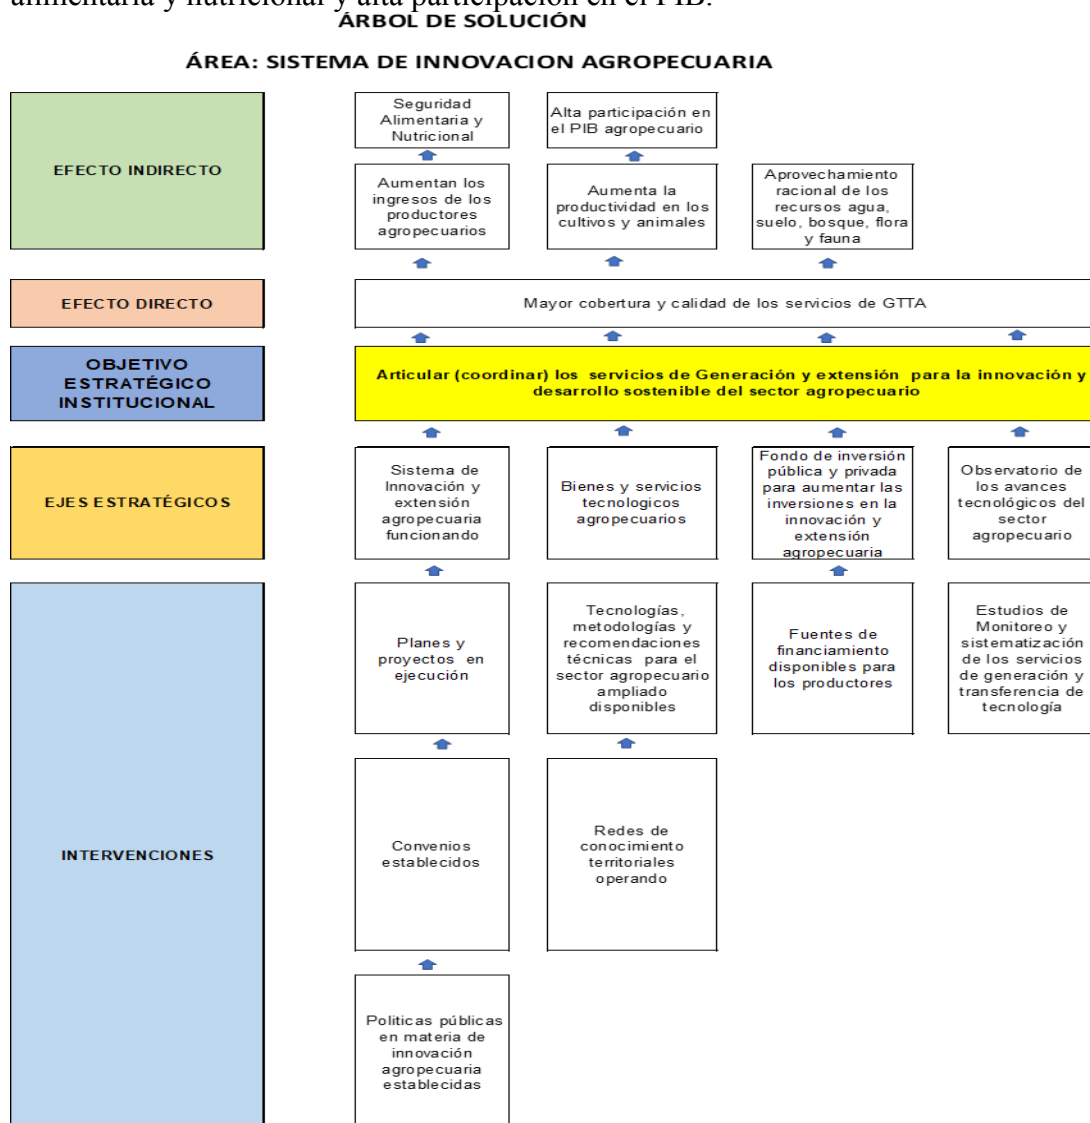 alimentaria y nutricional y alta participación en el PIB.
ÁRBOL DE SOLUCIÓN
ÁREA: SISTEMA DE INNOVACION AGROPECUARIA
EFECTO INDIRECTO
Seguridad
Alimentaria y
Nutricional
Alta participación en
el PIB agropecuario
Aumentan los
ingresos de los
productores
agropecuarios
Aumenta la
productividad en los
cultivos y animales
Aprovechamiento
racional de los
recursos agua,
suelo, bosque, flora
y fauna
EFECTO DIRECTO
Mayor cobertura y calidad de los servicios de GTTA
OBJETIVO
ESTRATÉGICO
INSTITUCIONAL
Articular (coordinar) los servicios de Generación y extensión para la innovación y
desarrollo sostenible del sector agropecuario
EJES ESTRATÉGICOS
Sistema de
Innovación y
extensión
agropecuaria
funcionando
Bienes y servicios
tecnologicos
agropecuarios
Fondo de inversión
pública y privada
para aumentar las
inversiones en la
innovación y
extensión
agropecuaria
Observatorio de
los avances
tecnológicos del
sector
agropecuario
INTERVENCIONES
Planes y
proyectos en
ejecución
Tecnologías,
metodologías y
recomendaciones
técnicas para el
sector agropecuario
ampliado
disponibles
Fuentes de
financiamiento
disponibles para
los productores
Estudios de
Monitoreo y
sistematización
de los servicios
de generación y
transferencia de
tecnología
Convenios
establecidos
Redes de
conocimiento
territoriales
operando
Politicas públicas
en materia de
innovación
agropecuaria
establecidas